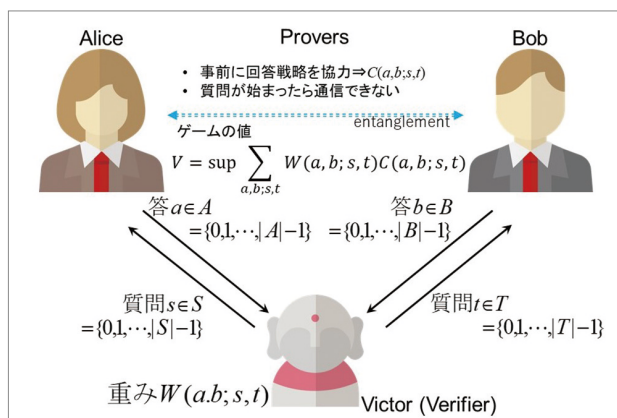 Alice Provers Bob
• 事前に回答戦略を協力⇒C(a,b;s,t)
• 質問が始まったら通信できない
entanglement
ゲームの値
V = sup ∑ W(a,b;s,t)C(a,b;s,t)
a,b;s,t
答a∈A 答b∈B
={0,1,⋯,|A|−1} ={0,1,⋯,|B|−1}
質問s∈S 質問t∈T
={0,1,⋯,|S|−1} ={0,1,⋯,|T|−1}
重みW(a.b;s,t) Victor (Verifier)